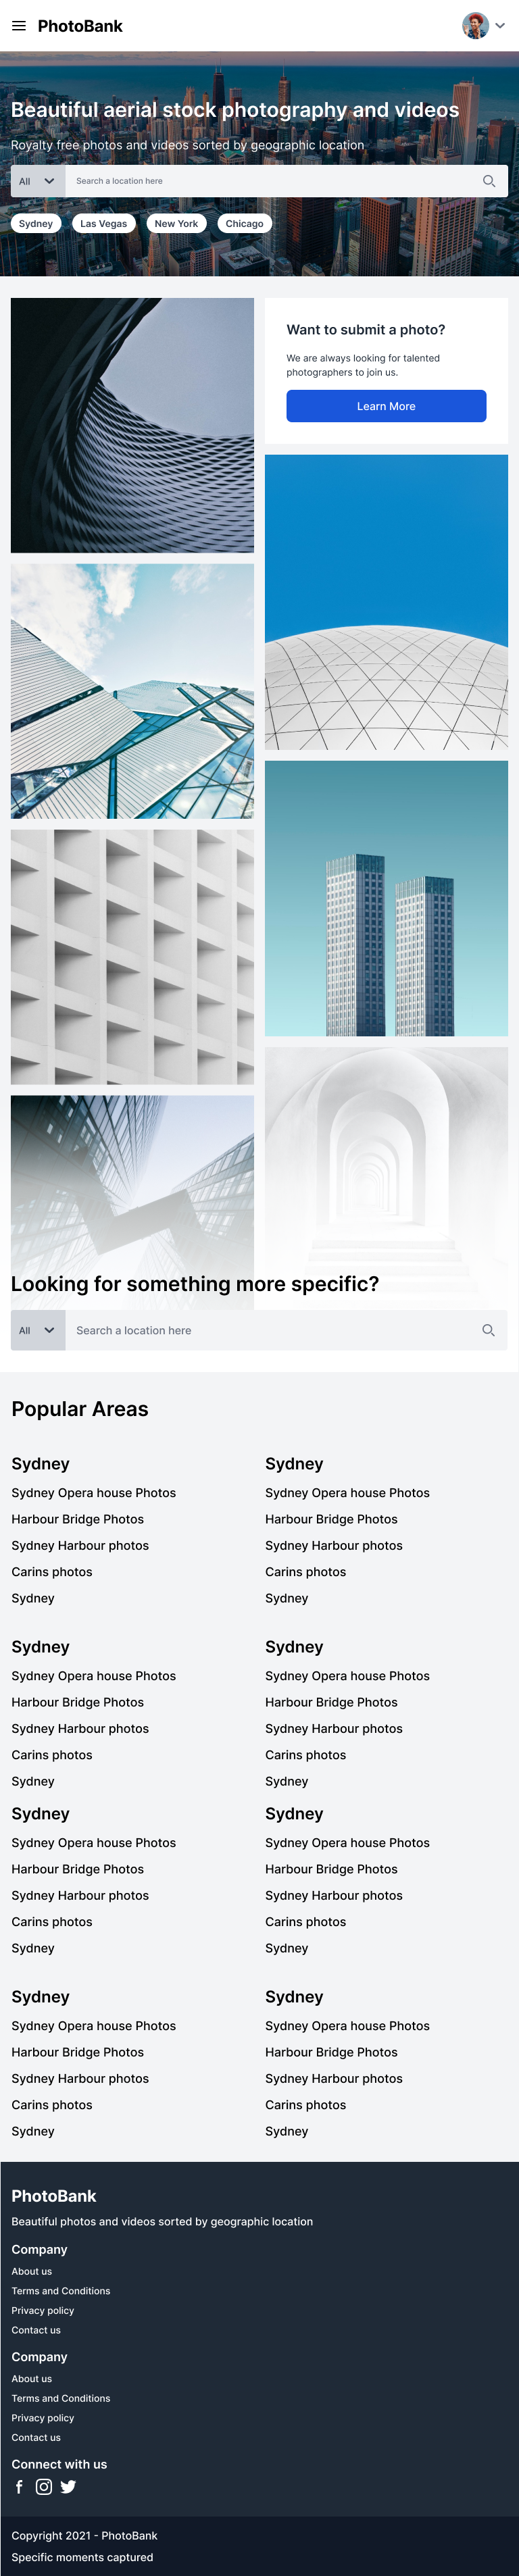 PhotoBank
Beautiful aerial stock photography and videos
Royalty free photos and videos sorted by geographic location
All
Search a location here
Sydney
Las Vegas
New York
Chicago
Want to submit a photo?
We are always looking for talented
photographers to join us.
Learn More
Looking for something more specific?
All
Search a location here
Popular Areas
Sydney
Sydney Opera house Photos
Harbour Bridge Photos
Sydney Harbour photos
Carins photos
Sydney
Sydney
Sydney Opera house Photos
Harbour Bridge Photos
Sydney Harbour photos
Carins photos
Sydney
Sydney
Sydney Opera house Photos
Harbour Bridge Photos
Sydney Harbour photos
Carins photos
Sydney
Sydney
Sydney Opera house Photos
Harbour Bridge Photos
Sydney Harbour photos
Carins photos
Sydney
Sydney
Sydney Opera house Photos
Harbour Bridge Photos
Sydney Harbour photos
Carins photos
Sydney
Sydney
Sydney Opera house Photos
Harbour Bridge Photos
Sydney Harbour photos
Carins photos
Sydney
Sydney
Sydney Opera house Photos
Harbour Bridge Photos
Sydney Harbour photos
Carins photos
Sydney
Sydney
Sydney Opera house Photos
Harbour Bridge Photos
Sydney Harbour photos
Carins photos
Sydney
PhotoBank
Beautiful photos and videos sorted by geographic location
Company
About us
Terms and Conditions
Privacy policy
Contact us
Company
About us
Terms and Conditions
Privacy policy
Contact us
Connect with us
Copyright 2021 - PhotoBank
Specific moments captured